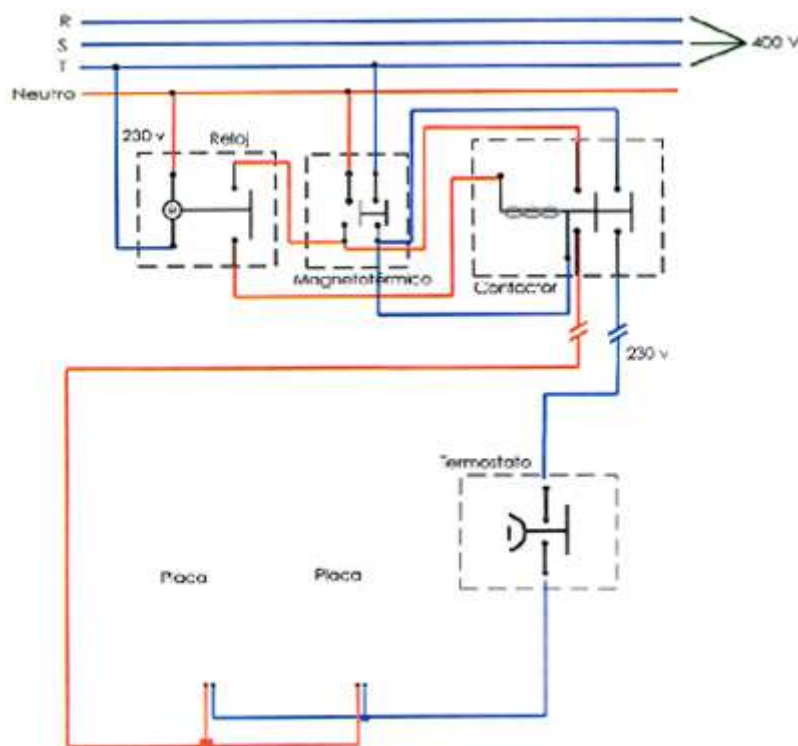 R
S
400 V
T
Neutro
230 v
Reloj
M
Magnetotérmico
Contactor
230 v
Termostato
Placa
Placa